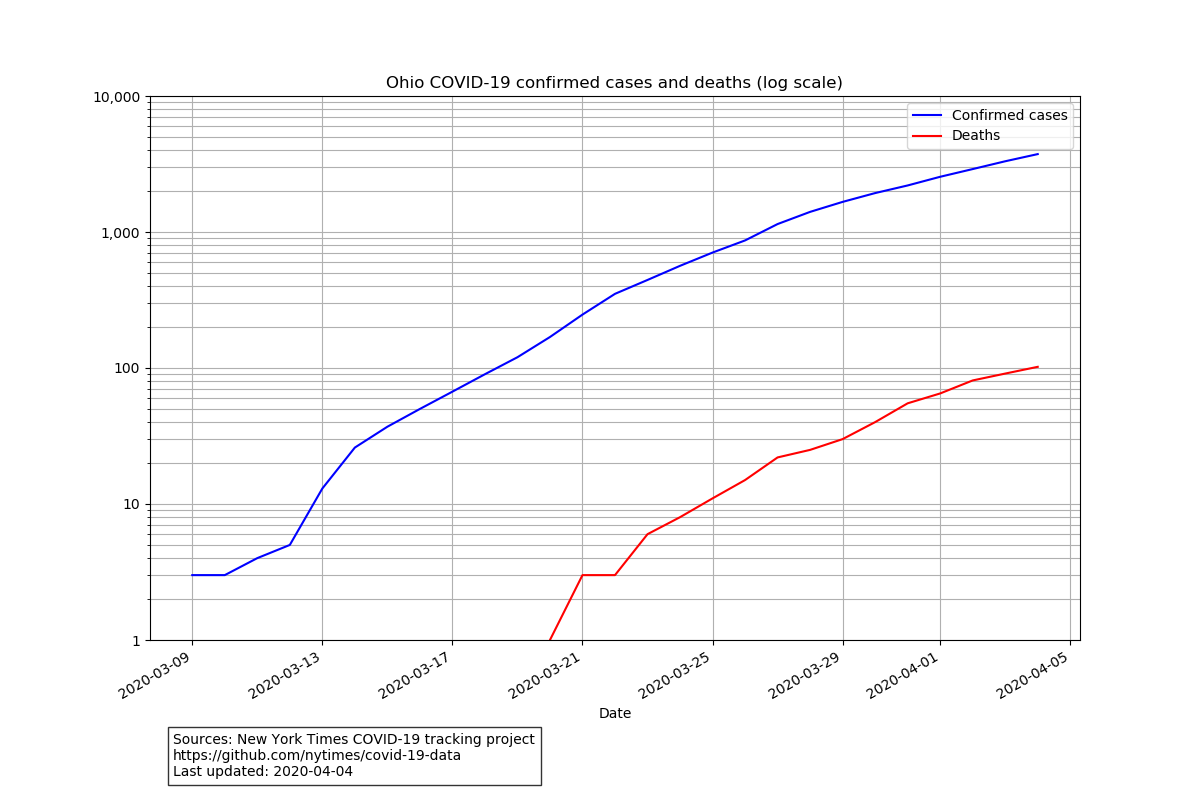 Ohio COVID-19 confirmed cases and deaths (log scale)
10,000
1,000
100
10
1
Confirmed cases
Deaths
2020-03-09
2020-03-13
2020-03-17
2020-03-21
2020-03-25
2020-03-29
2020-04-01
2020-04-05
Date
Sources: New York Times COVID-19 tracking project
https://github.com/nytimes/covid-19-data
Last updated: 2020-04-04